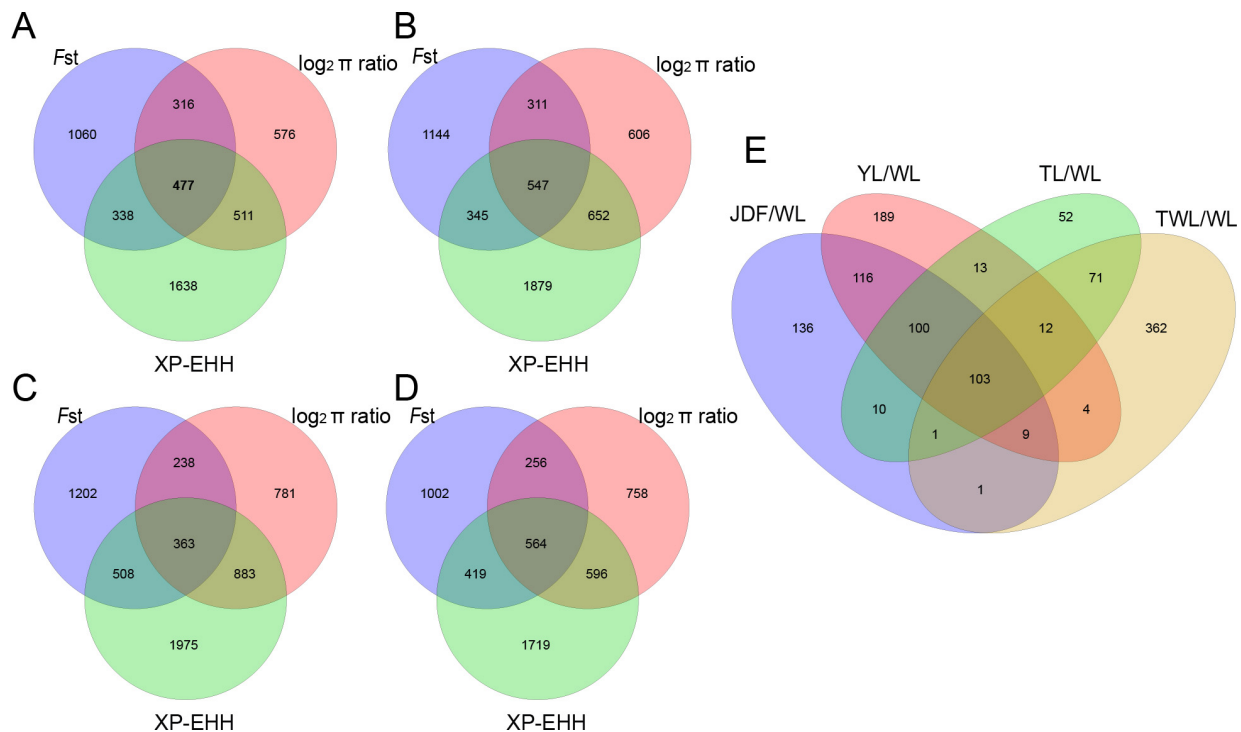 A
Fst
log₂ π ratio
316
1060
576
477
338
511
1638
XP-EHH
B
Fst
log₂ π ratio
311
1144
606
547
345
652
1879
XP-EHH
C
Fst
log₂ π ratio
238
1202
781
363
508
883
1975
XP-EHH
D
Fst
log₂ π ratio
256
1002
758
564
419
596
1719
XP-EHH
E
YL/WL
TL/WL
JDF/WL
TWL/WL
189
52
13
116
71
136
100
12
362
103
10
4
1
9
1